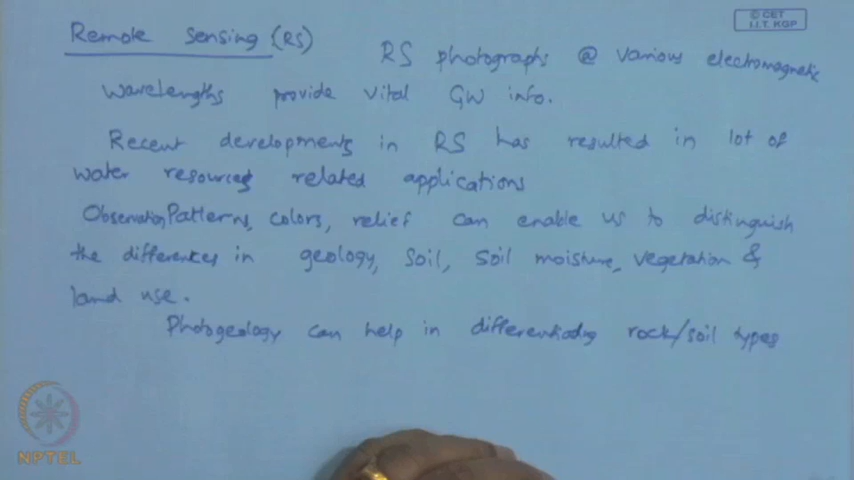 © CET
I.I.T. KGP
Remote Sensing (RS)
RS photographs @ various electromagnetic
wavelengths provide vital GW info.
Recent developments in RS has resulted in lot of
water resources related applications
Observation Patterns, colors, relief can enable us to distinguish
the differences in geology, soil, soil moisture, vegetation &
land use.
Photogeology can help in differentiating rock/soil types
NPTEL